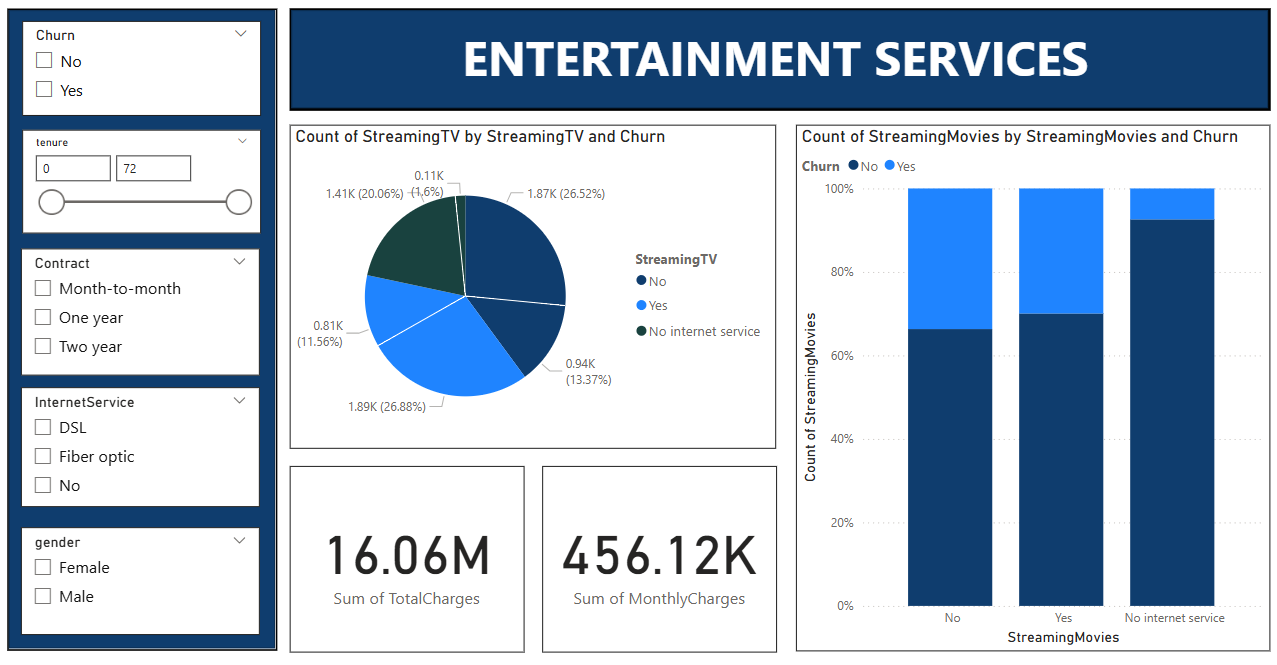 Churn
No
Yes
tenure
0 72
Contract
Month-to-month
One year
Two year
InternetService
DSL
Fiber optic
No
gender
Female
Male
ENTERTAINMENT SERVICES
Count of StreamingTV by StreamingTV and Churn
0.11K
(1.6%)
1.41K (20.06%)
1.87K (26.52%)
0.81K
(11.56%)
0.94K
(13.37%)
1.89K (26.88%)
StreamingTV
No
Yes
No internet service
16.06M
Sum of TotalCharges
456.12K
Sum of MonthlyCharges
Count of StreamingMovies by StreamingMovies and Churn
Churn No Yes
100%
80%
60%
40%
20%
0%
Count of StreamingMovies
No Yes No internet service
StreamingMovies